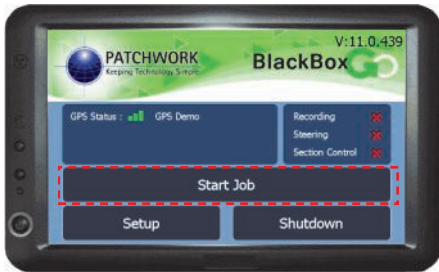 V:11.0.439
PATCHWORK
Keeping Technology Simple
BlackBox GO
GPS Status : GPS Demo
Recording
Steering
Section Control
Start Job
Setup
Shutdown